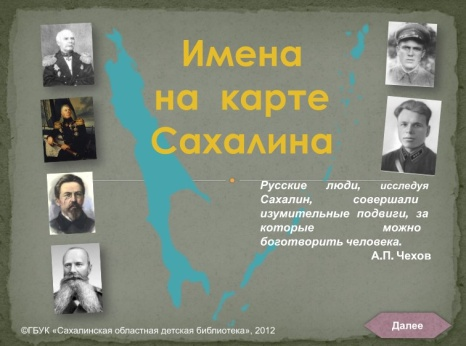 Имена
на карте
Сахалина
Русские люди, исследуя
Сахалин, совершали
изумительные подвиги, за
которые можно
боготворить человека.
А.П. Чехов
©ГБУК «Сахалинская областная детская библиотека», 2012
Далее